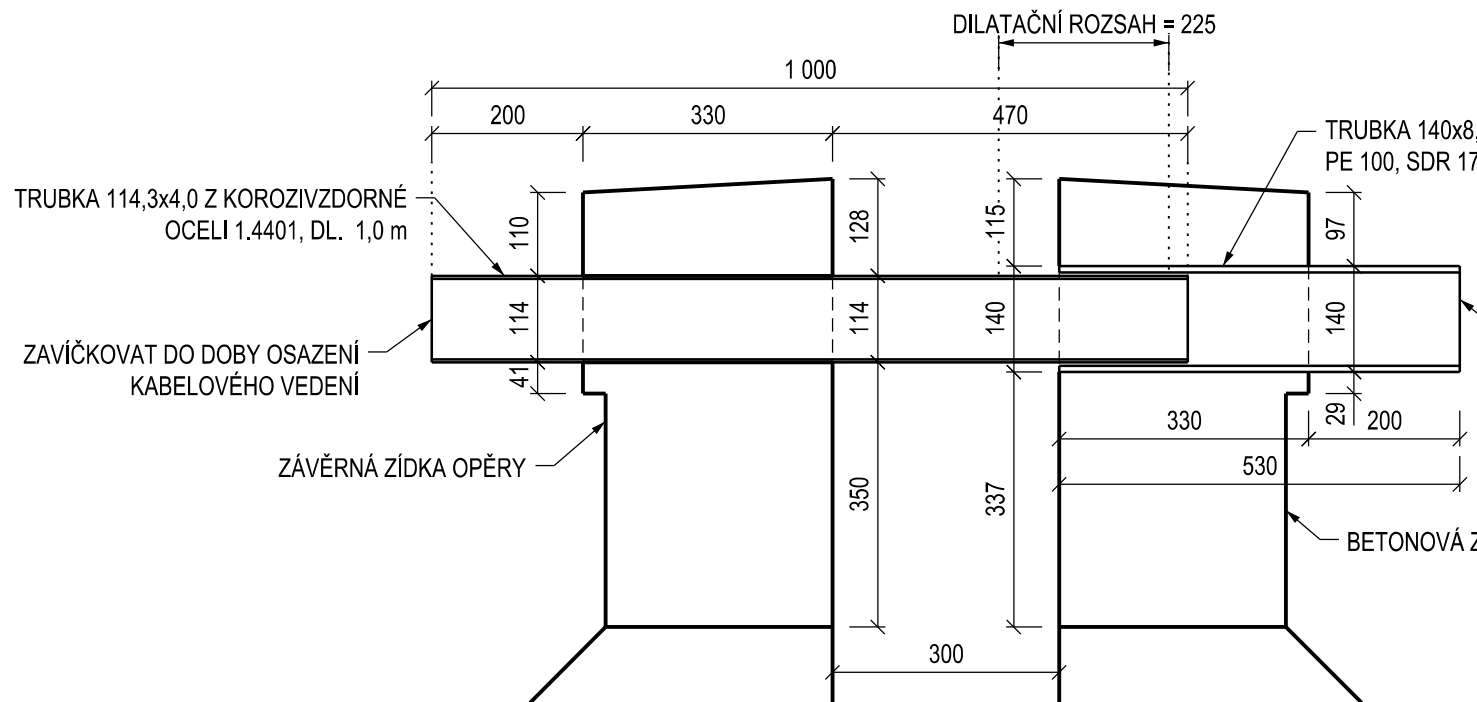 DILATAČNÍ ROZSAH = 225
1 000
200
330
470
TRUBKA 140x8,
PE 100, SDR 17
TRUBKA 114,3x4,0 Z KOROZIVZDORNÉ
OCELI 1.4401, DL. 1,0 m
110
128
115
97
114
114
140
140
ZAVÍČKOVAT DO DOBY OSAZENÍ
KABELOVÉHO VEDENÍ
41
29
330
200
ZÁVĚRNÁ ZÍDKA OPĚRY
530
350
337
BETONOVÁ Z
300